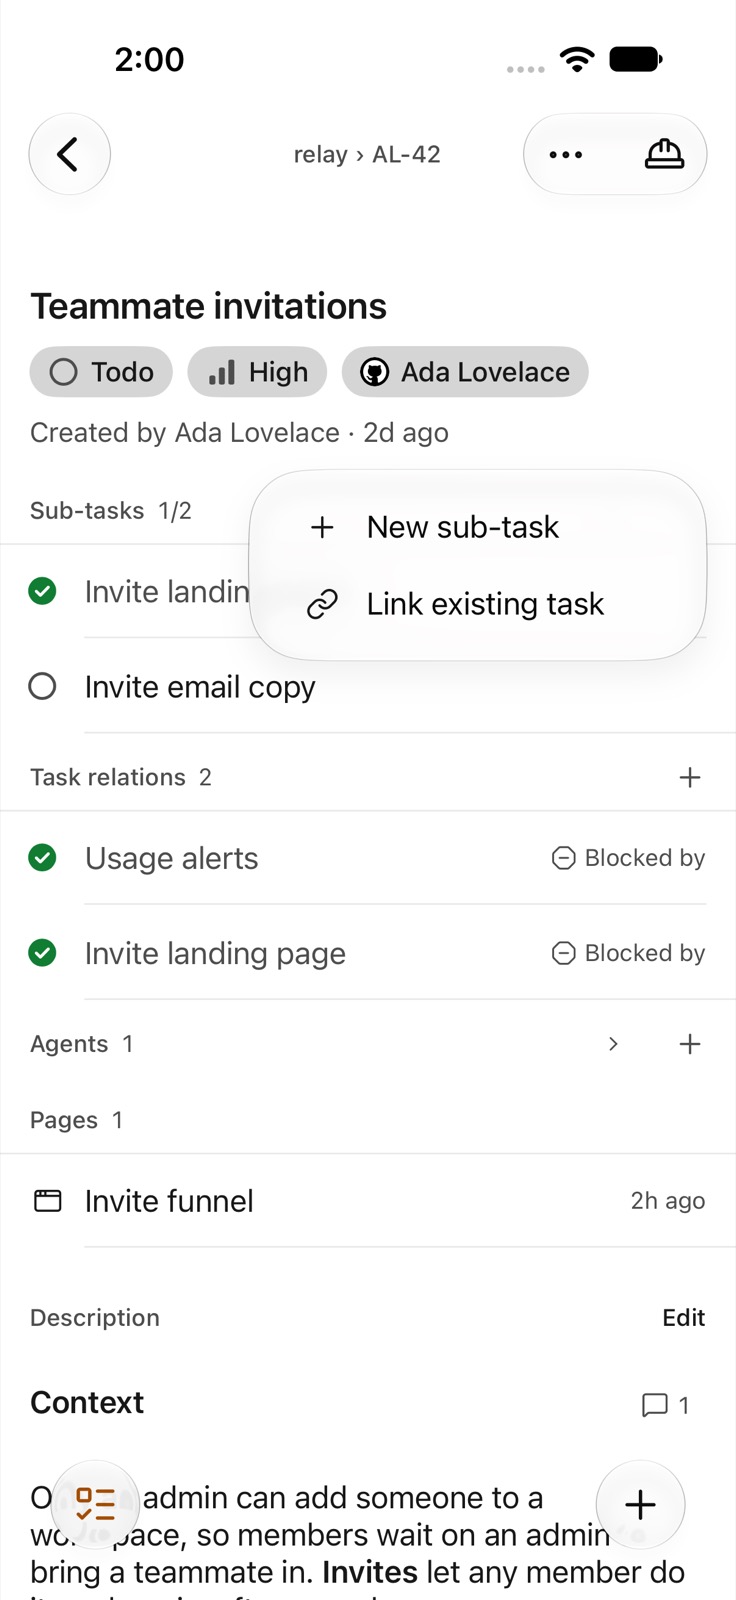 2:00
relay › AL-42
Teammate invitations
Todo
High
Ada Lovelace
Created by Ada Lovelace · 2d ago
Sub-tasks 1/2
New sub-task
Link existing task
Invite landin
Invite email copy
Task relations 2
Usage alerts
Blocked by
Invite landing page
Blocked by
Agents 1
Pages 1
Invite funnel
2h ago
Description
Edit
Context
1
admin can add someone to a
so members wait on an admin
bring a teammate in. Invites let any member do